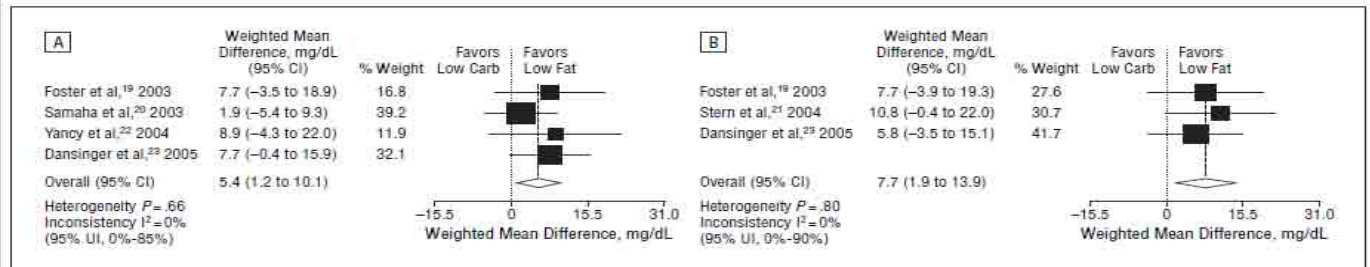 A
Weighted Mean
Difference, mg/dL
(95% CI)
% Weight
Favors
Low Carb
Favors
Low Fat
Foster et al,¹⁹ 2003 7.7 (−3.5 to 18.9) 16.8
Samaha et al,²⁰ 2003 1.9 (−5.4 to 9.3) 39.2
Yancy et al,²² 2004 8.9 (−4.3 to 22.0) 11.9
Dansinger et al,²³ 2005 7.7 (−0.4 to 15.9) 32.1
Overall (95% CI) 5.4 (1.2 to 10.1)
Heterogeneity P = .66
Inconsistency I² = 0%
(95% UI, 0%-85%)
−15.5 0 15.5 31.0
Weighted Mean Difference, mg/dL
B
Weighted Mean
Difference, mg/dL
(95% CI)
% Weight
Favors
Low Carb
Favors
Low Fat
Foster et al,¹⁹ 2003 7.7 (−3.9 to 19.3) 27.6
Stern et al,²¹ 2004 10.8 (−0.4 to 22.0) 30.7
Dansinger et al,²³ 2005 5.8 (−3.5 to 15.1) 41.7
Overall (95% CI) 7.7 (1.9 to 13.9)
Heterogeneity P = .80
Inconsistency I² = 0%
(95% UI, 0%-90%)
−15.5 0 15.5 31.0
Weighted Mean Difference, mg/dL